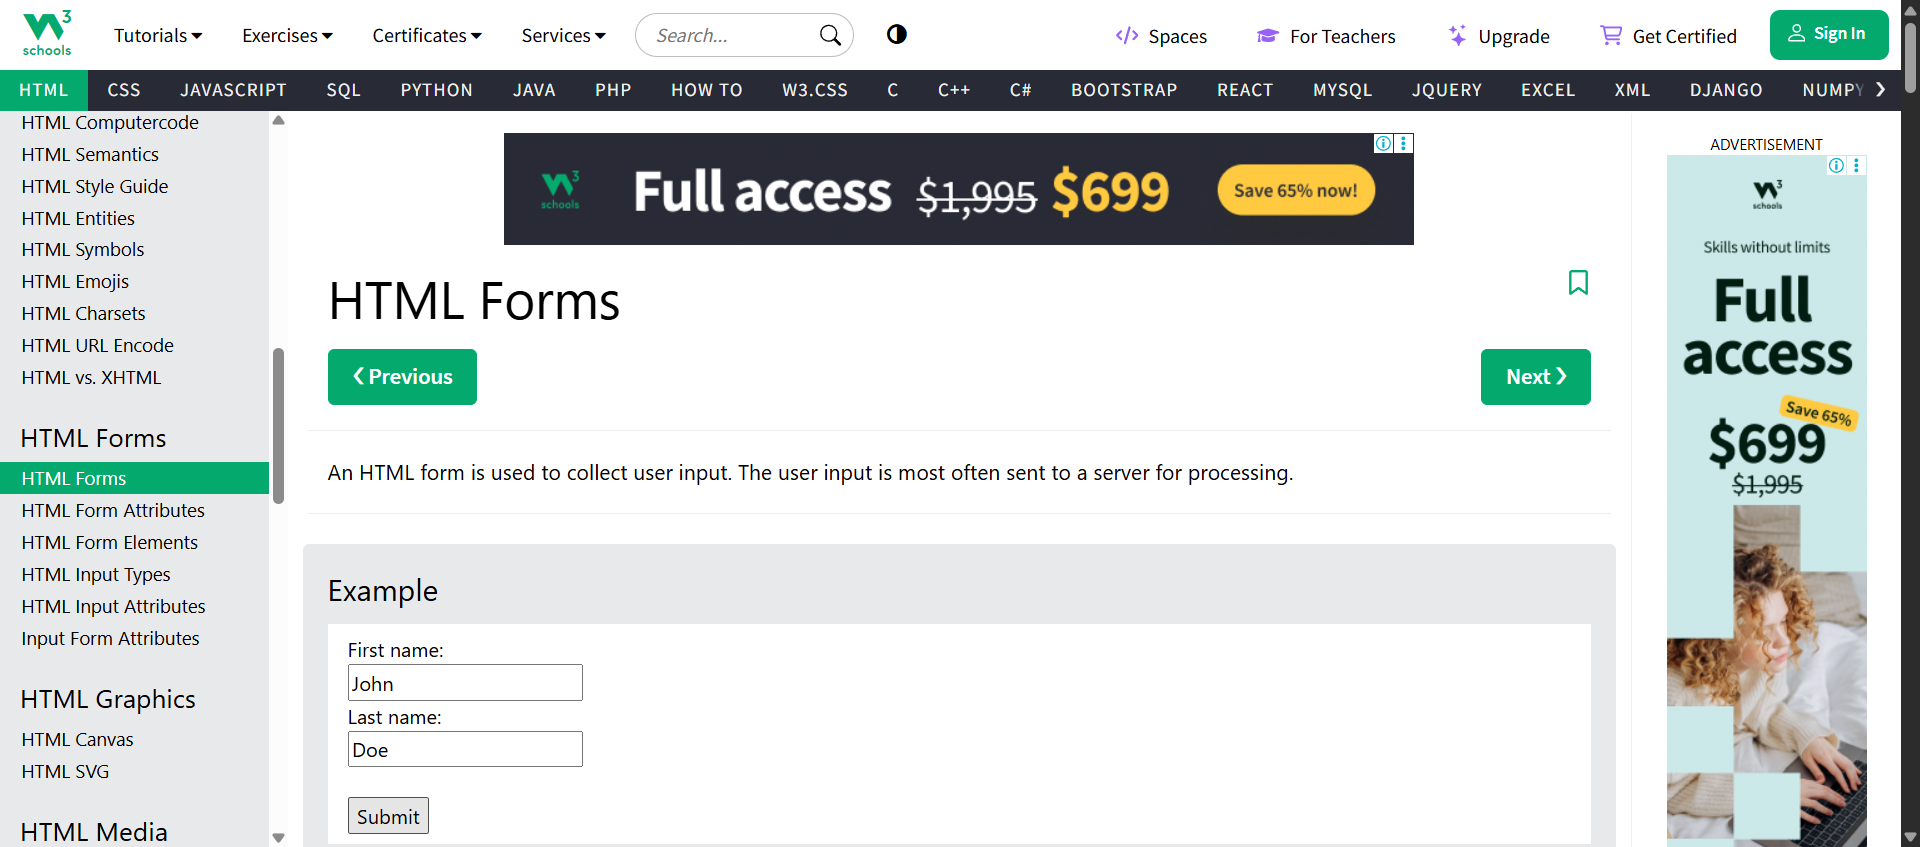 W3 schools
Tutorials
Exercises
Certificates
Services
Search...
Spaces
For Teachers
Upgrade
Get Certified
Sign In
HTML CSS JAVASCRIPT SQL PYTHON JAVA PHP HOW TO W3.CSS C C++ C# BOOTSTRAP REACT MYSQL JQUERY EXCEL XML DJANGO NUMPY
HTML Computercode
HTML Semantics
HTML Style Guide
HTML Entities
HTML Symbols
HTML Emojis
HTML Charsets
HTML URL Encode
HTML vs. XHTML
HTML Forms
HTML Forms
HTML Form Attributes
HTML Form Elements
HTML Input Types
HTML Input Attributes
Input Form Attributes
HTML Graphics
HTML Canvas
HTML SVG
HTML Media
W3 schools
Full access $1,995 $699
Save 65% now!
HTML Forms
❮ Previous
Next ❯
An HTML form is used to collect user input. The user input is most often sent to a server for processing.
Example
First name:
John
Last name:
Doe
Submit
ADVERTISEMENT
W3 schools
Skills without limits
Full
access
Save 65%
$699
$1,995